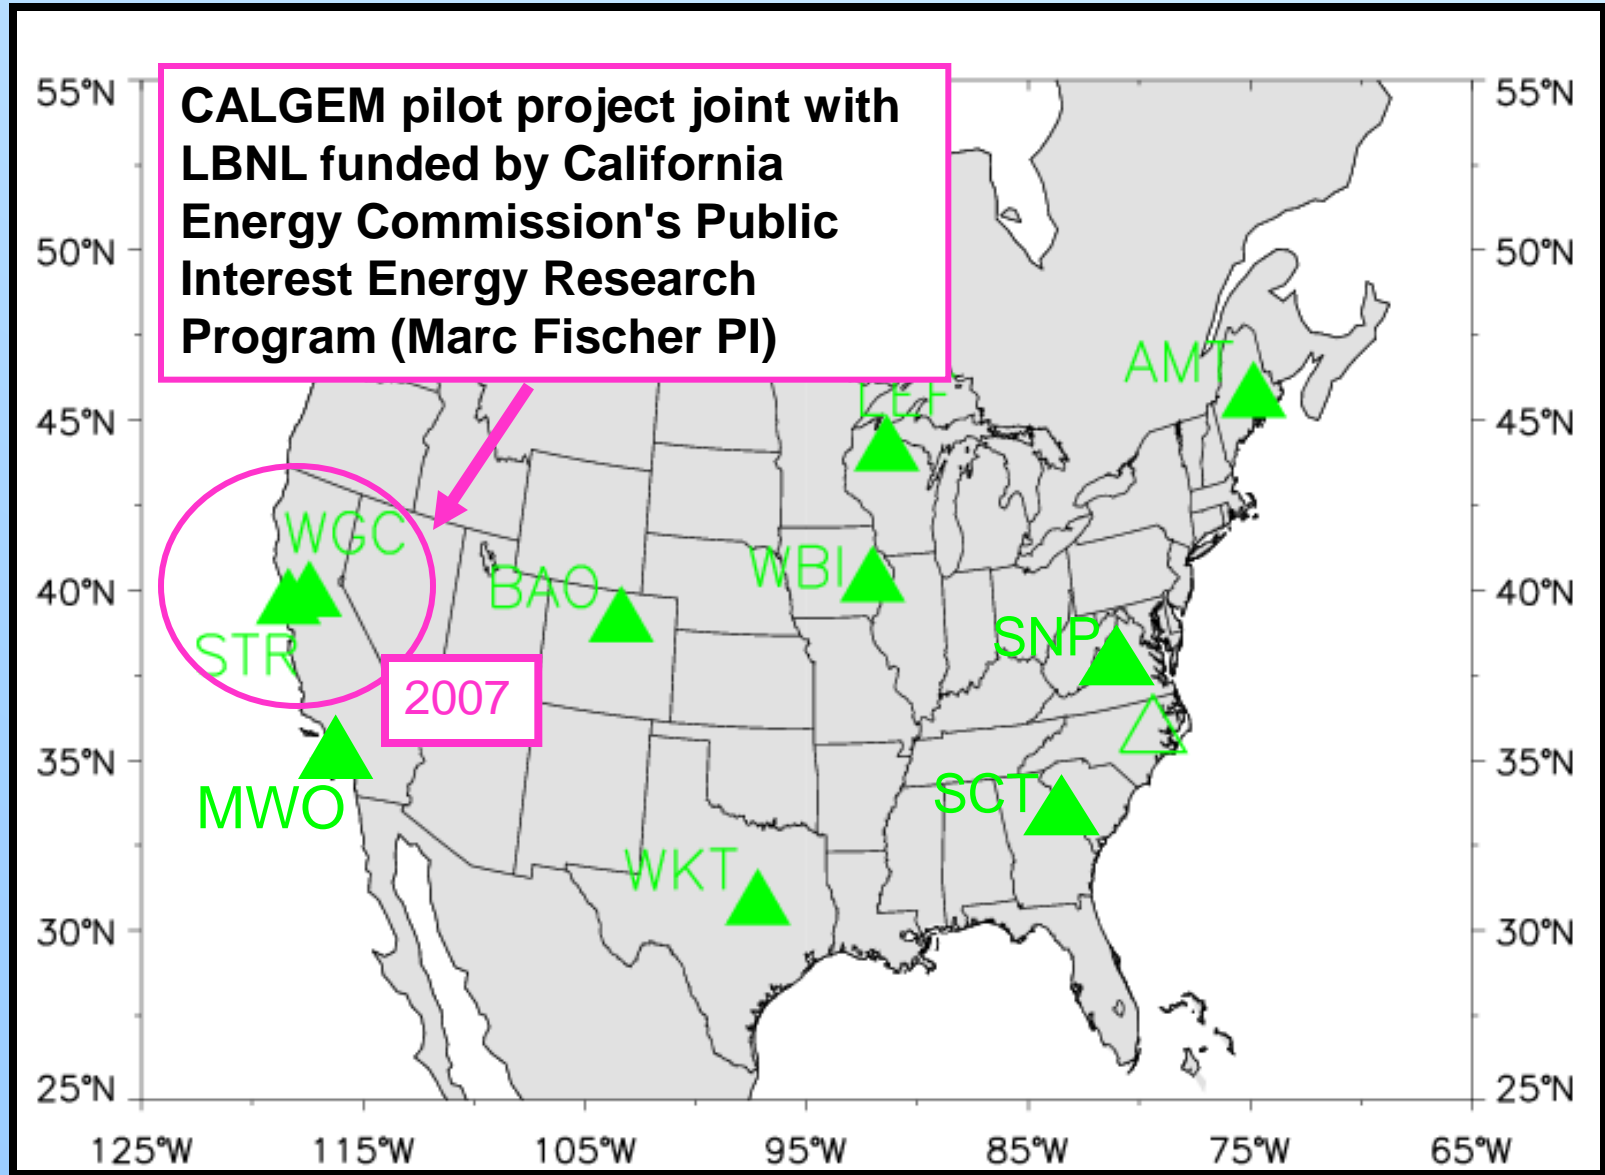 CALGEM pilot project joint with
LBNL funded by California
Energy Commission's Public
Interest Energy Research
Program (Marc Fischer PI)
55°N
55°N
50°N
50°N
AMT
LEF
45°N
45°N
WGC
WBI
BAO
40°N
40°N
SNP
STR
2007
35°N
35°N
SCT
MWO
WKT
30°N
30°N
25°N
25°N
125°W
115°W
105°W
95°W
85°W
75°W
65°W